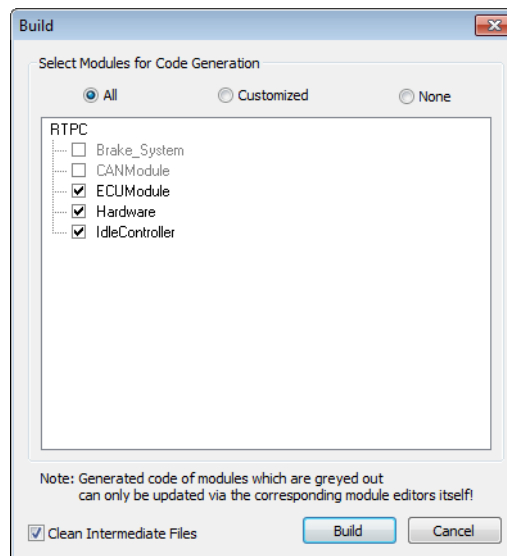 Build
Select Modules for Code Generation
All Customized None
RTPC
Brake_System
CANModule
ECUModule
Hardware
IdleController
Note: Generated code of modules which are greyed out
can only be updated via the corresponding module editors itself!
Clean Intermediate Files Build Cancel